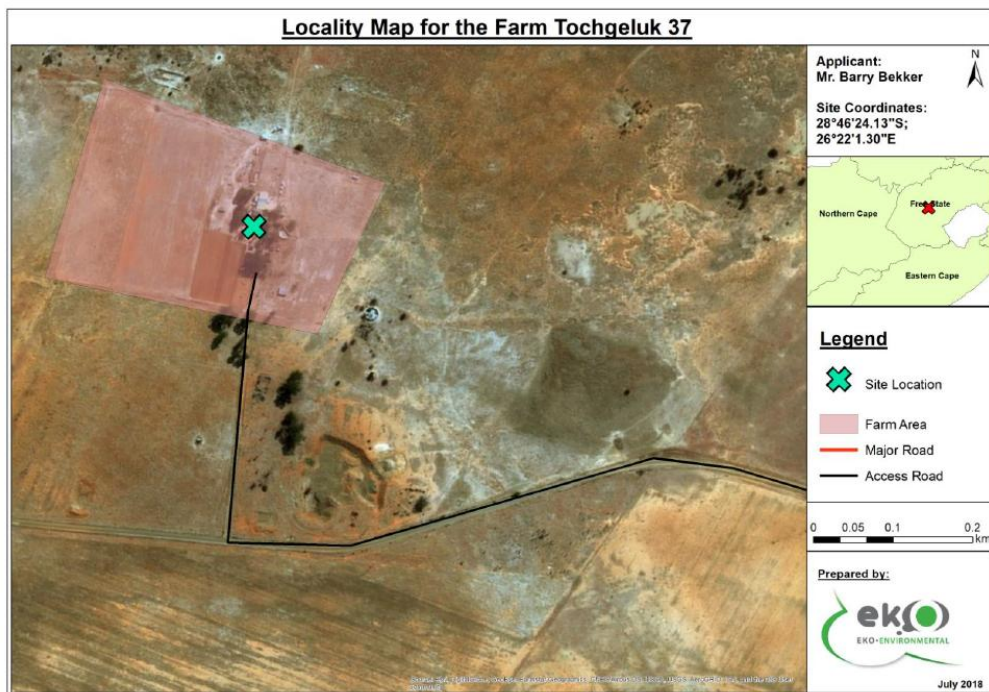 Locality Map for the Farm Tochgeluk 37
Applicant:
Mr. Barry Bekker
N
Site Coordinates:
28°46'24.13"S;
26°22'1.30"E
Free State
Northern Cape
Eastern Cape
Legend
Site Location
Farm Area
Major Road
Access Road
0 0.05 0.1 0.2
km
Prepared by:
eko
EKO-ENVIRONMENTAL
July 2018